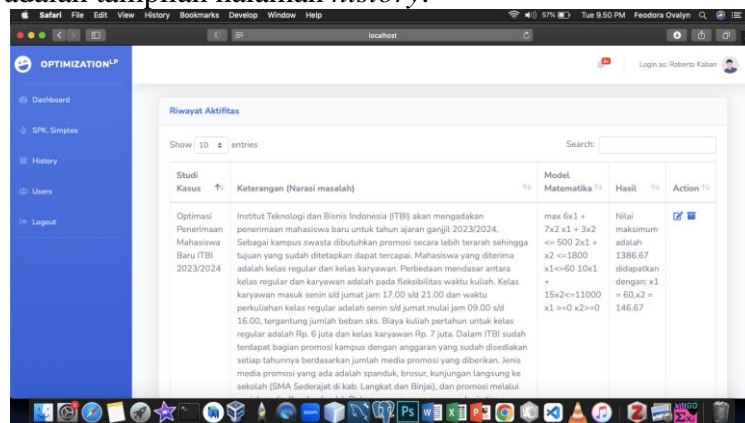 adalah tampilan halaman history.
Safari File Edit View History Bookmarks Develop Window Help
57% Tue 9.50 PM Feodora Ovalyn
localhost
OPTIMIZATIONLP
Login as: Roberto Kaban
Dashboard
SPK. Simplex
History
Users
Logout
Riwayat Aktifitas
Show 10 entries
Search:
Studi Kasus
Keterangan (Narasi masalah)
Model Matematika
Hasil
Action
Optimasi
Penerimaan
Mahasiswa
Baru ITBI
2023/2024
Institut Teknologi dan Bisnis Indonesia (ITBI) akan mengadakan
penerimaan mahasiswa baru untuk tahun ajaran ganjil 2023/2024.
Sebagai kampus swasta dibutuhkan promosi secara lebih terarah sehingga
tujuan yang sudah ditetapkan dapat tercapai. Mahasiswa yang diterima
adalah kelas regular dan kelas karyawan. Perbedaan mendasar antara
kelas regular dan karyawan adalah pada fleksibilitas waktu kuliah. Kelas
karyawan masuk senin s/d jumat jam 17.00 s/d 21.00 dan waktu
perkuliahan kelas regular adalah senin s/d jumat mulai jam 09.00 s/d
16.00, tergantung jumlah beban sks. Biaya kuliah pertahun untuk kelas
regular adalah Rp. 6 juta dan kelas karyawan Rp. 7 juta. Dalam ITBI sudah
terdapat bagian promosi kampus dengan anggaran yang sudah disediakan
setiap tahunnya berdasarkan jumlah media promosi yang diberikan. Jenis
media promosi yang ada adalah spanduk, brosur, kunjungan langsung ke
sekolah (SMA Sederajat di kab. Langkat dan Binjai), dan promosi melalui
max 6x1 +
7x2 x1 + 3x2
<= 500 2x1 +
x2 <=1800
x1<=60 10x1
+
15x2<=11000
x1 >=0 x2>=0
Nilai
maksimum
adalah
1386.67
didapatkan
dengan: x1
= 60,x2 =
146.67